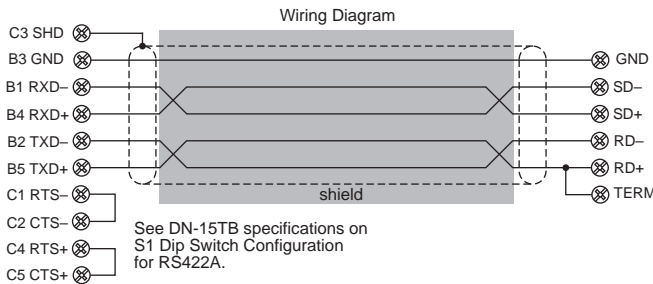 Wiring Diagram
C3 SHD
B3 GND
GND
B1 RXD–
SD–
B4 RXD+
SD+
B2 TXD–
RD–
B5 TXD+
RD+
C1 RTS–
shield
TERM
C2 CTS–
See DN-15TB specifications on
S1 Dip Switch Configuration
for RS422A.
C4 RTS+
C5 CTS+